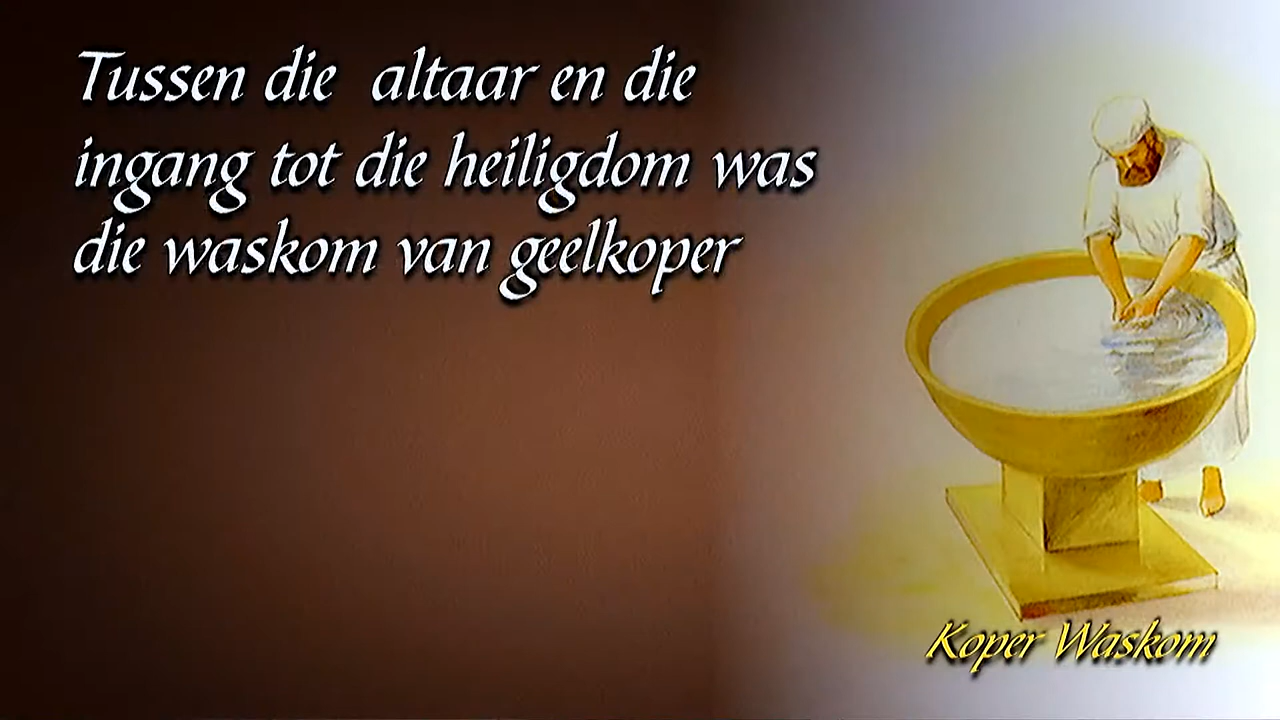 Tussen die altaar en die
ingang tot die heiligdom was
die waskom van geelkoper
Koper Waskom